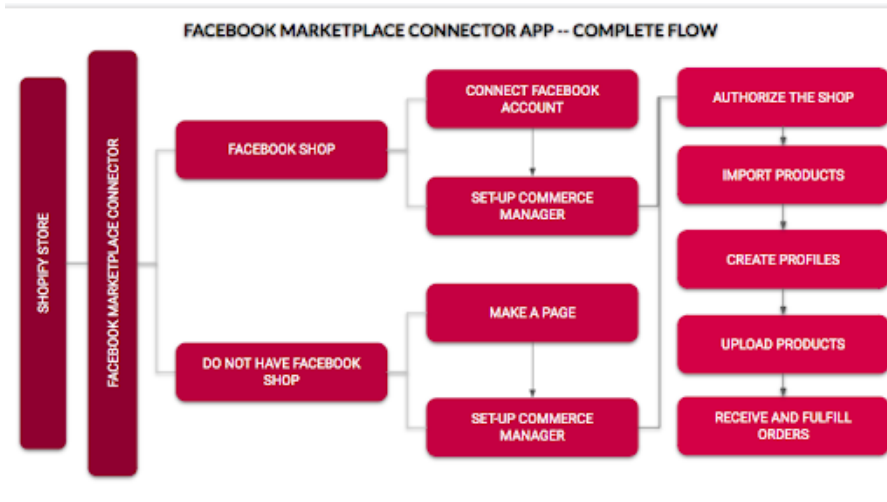 FACEBOOK MARKETPLACE CONNECTOR APP -- COMPLETE FLOW
SHOPIFY STORE
FACEBOOK MARKETPLACE CONNECTOR
FACEBOOK SHOP
DO NOT HAVE FACEBOOK
SHOP
CONNECT FACEBOOK
ACCOUNT
SET-UP COMMERCE
MANAGER
MAKE A PAGE
SET-UP COMMERCE
MANAGER
AUTHORIZE THE SHOP
IMPORT PRODUCTS
CREATE PROFILES
UPLOAD PRODUCTS
RECEIVE AND FULFILL
ORDERS